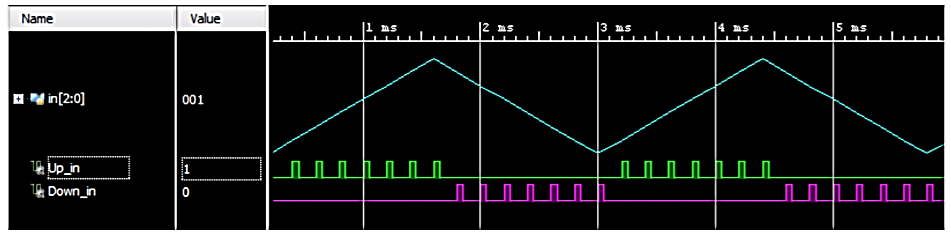 Name Value
1 ms 2 ms 3 ms 4 ms 5 ms
in[2:0] 001
Up_in 1
Down_in 0